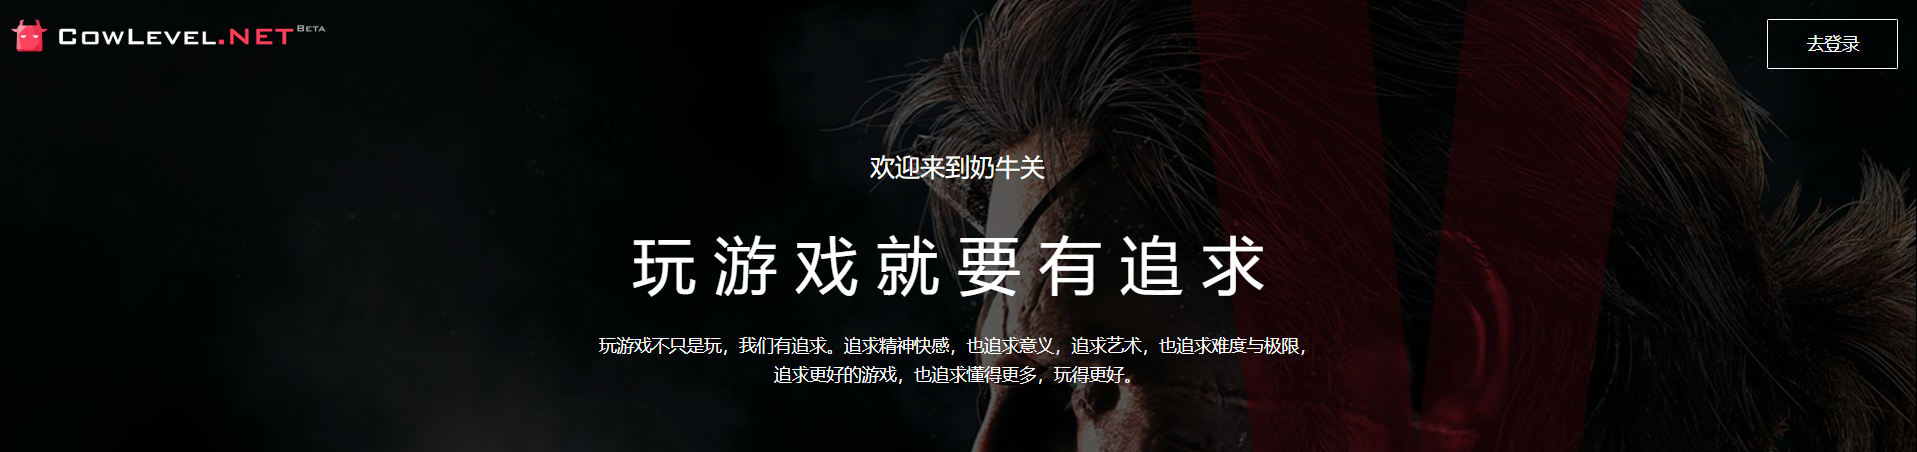 COWLEVEL.NET BETA
去登录
欢迎来到奶牛关
玩游戏就要有追求
玩游戏不只是玩，我们有追求。追求精神快感，也追求意义，追求艺术，也追求难度与极限，
追求更好的游戏，也追求懂得更多，玩得更好。